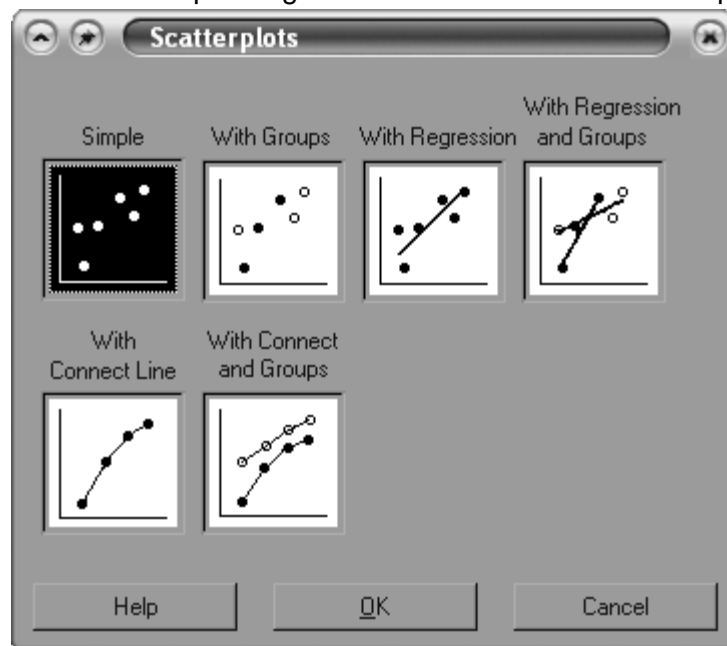 Scatterplots
Simple
With Groups
With Regression
With Regression
and Groups
With
Connect Line
With Connect
and Groups
Help
OK
Cancel